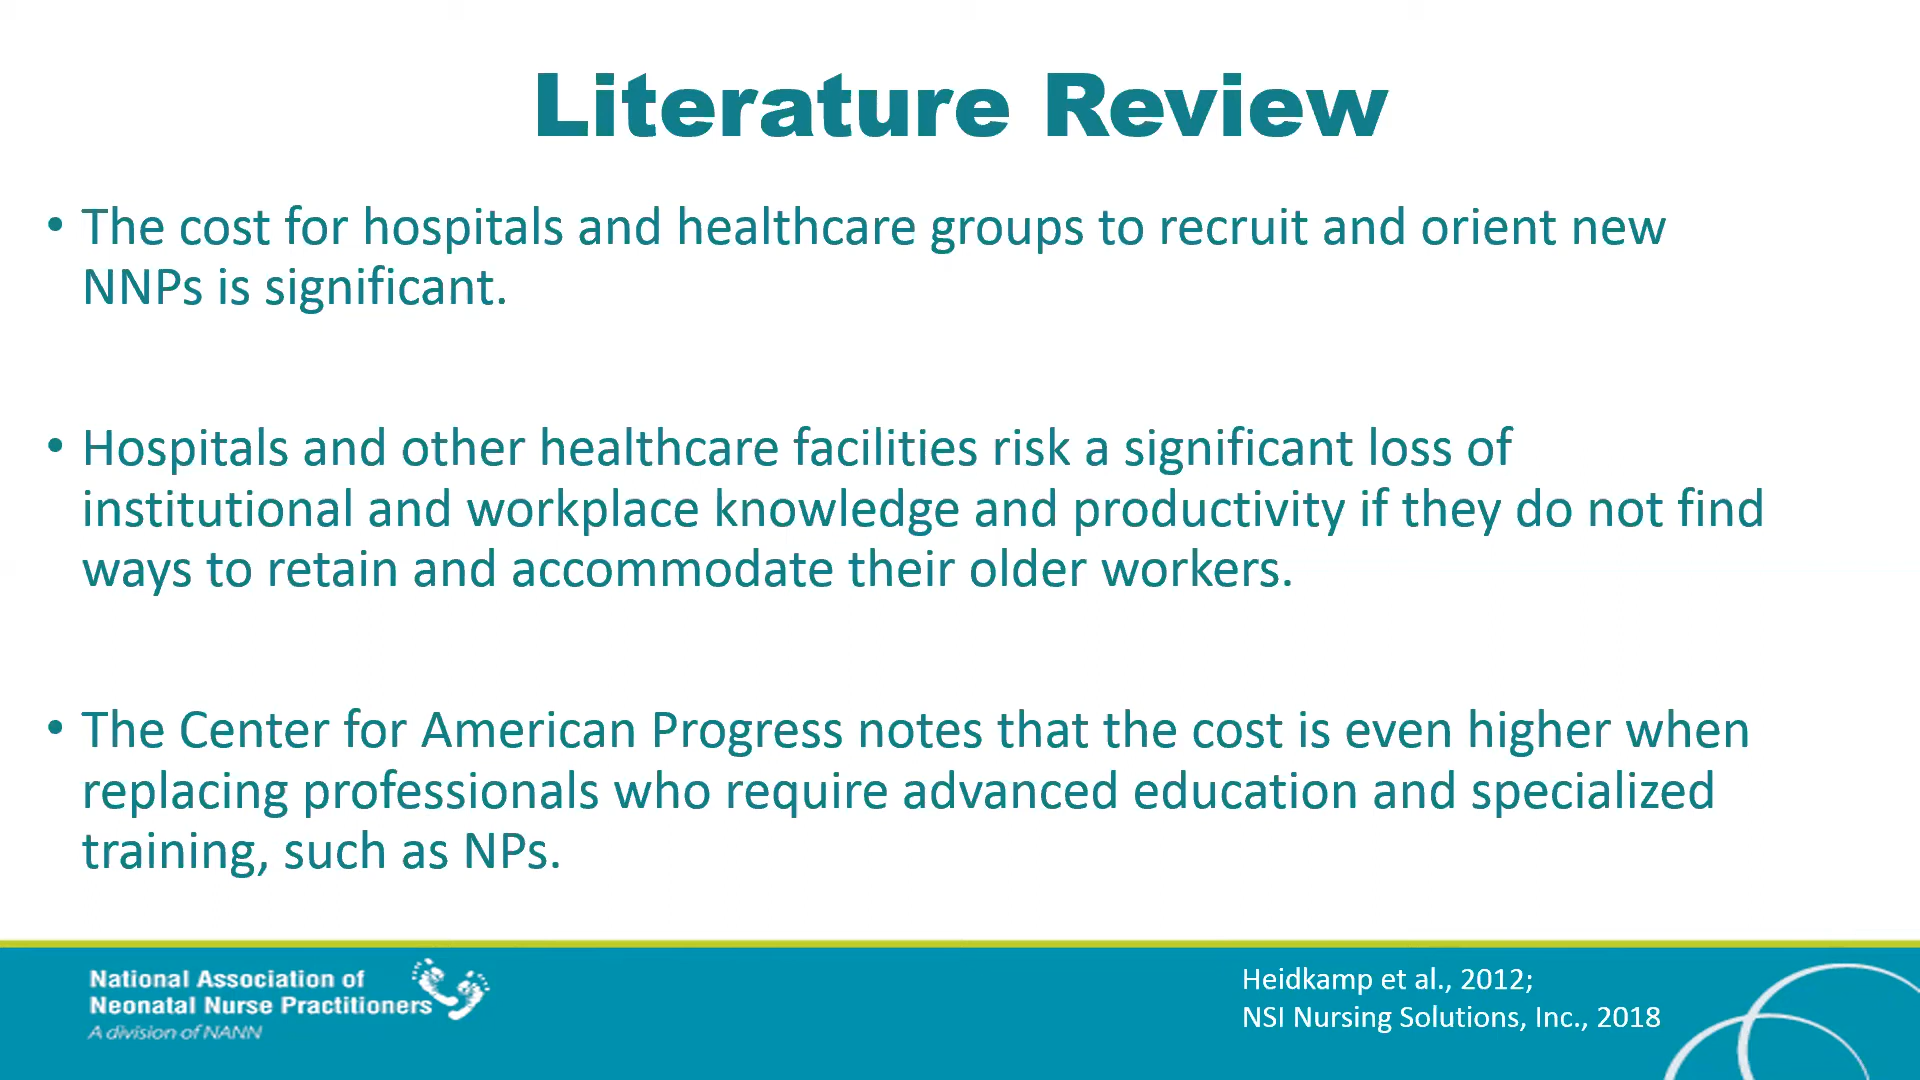 Literature Review
• The cost for hospitals and healthcare groups to recruit and orient new
NNPs is significant.
• Hospitals and other healthcare facilities risk a significant loss of
institutional and workplace knowledge and productivity if they do not find
ways to retain and accommodate their older workers.
• The Center for American Progress notes that the cost is even higher when
replacing professionals who require advanced education and specialized
training, such as NPs.
National Association of
Neonatal Nurse Practitioners
A division of NANN
Heidkamp et al., 2012;
NSI Nursing Solutions, Inc., 2018